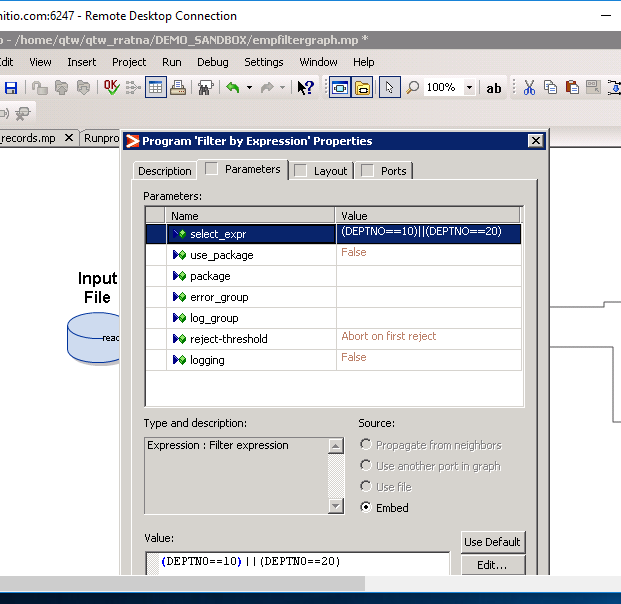 nitio.com:6247 - Remote Desktop Connection
- /home/qtw/qtw_rratna/DEMO_SANDBOX/empfiltergraph.mp *
Edit View Insert Project Run Debug Settings Window Help
OK 100% ab
_records.mp Runpro
Program 'Filter by Expression' Properties
Description Parameters Layout Ports
Parameters:
Name Value
select_expr (DEPTNO==10)||(DEPTNO==20)
use_package False
package
error_group
log_group
reject-threshold Abort on first reject
logging False
Input
File
read
Type and description: Source:
Expression : Filter expression
Propagate from neighbors
Use another port in graph
Use file
Embed
Value:
Use Default
(DEPTNO==10)||(DEPTNO==20)
Edit...